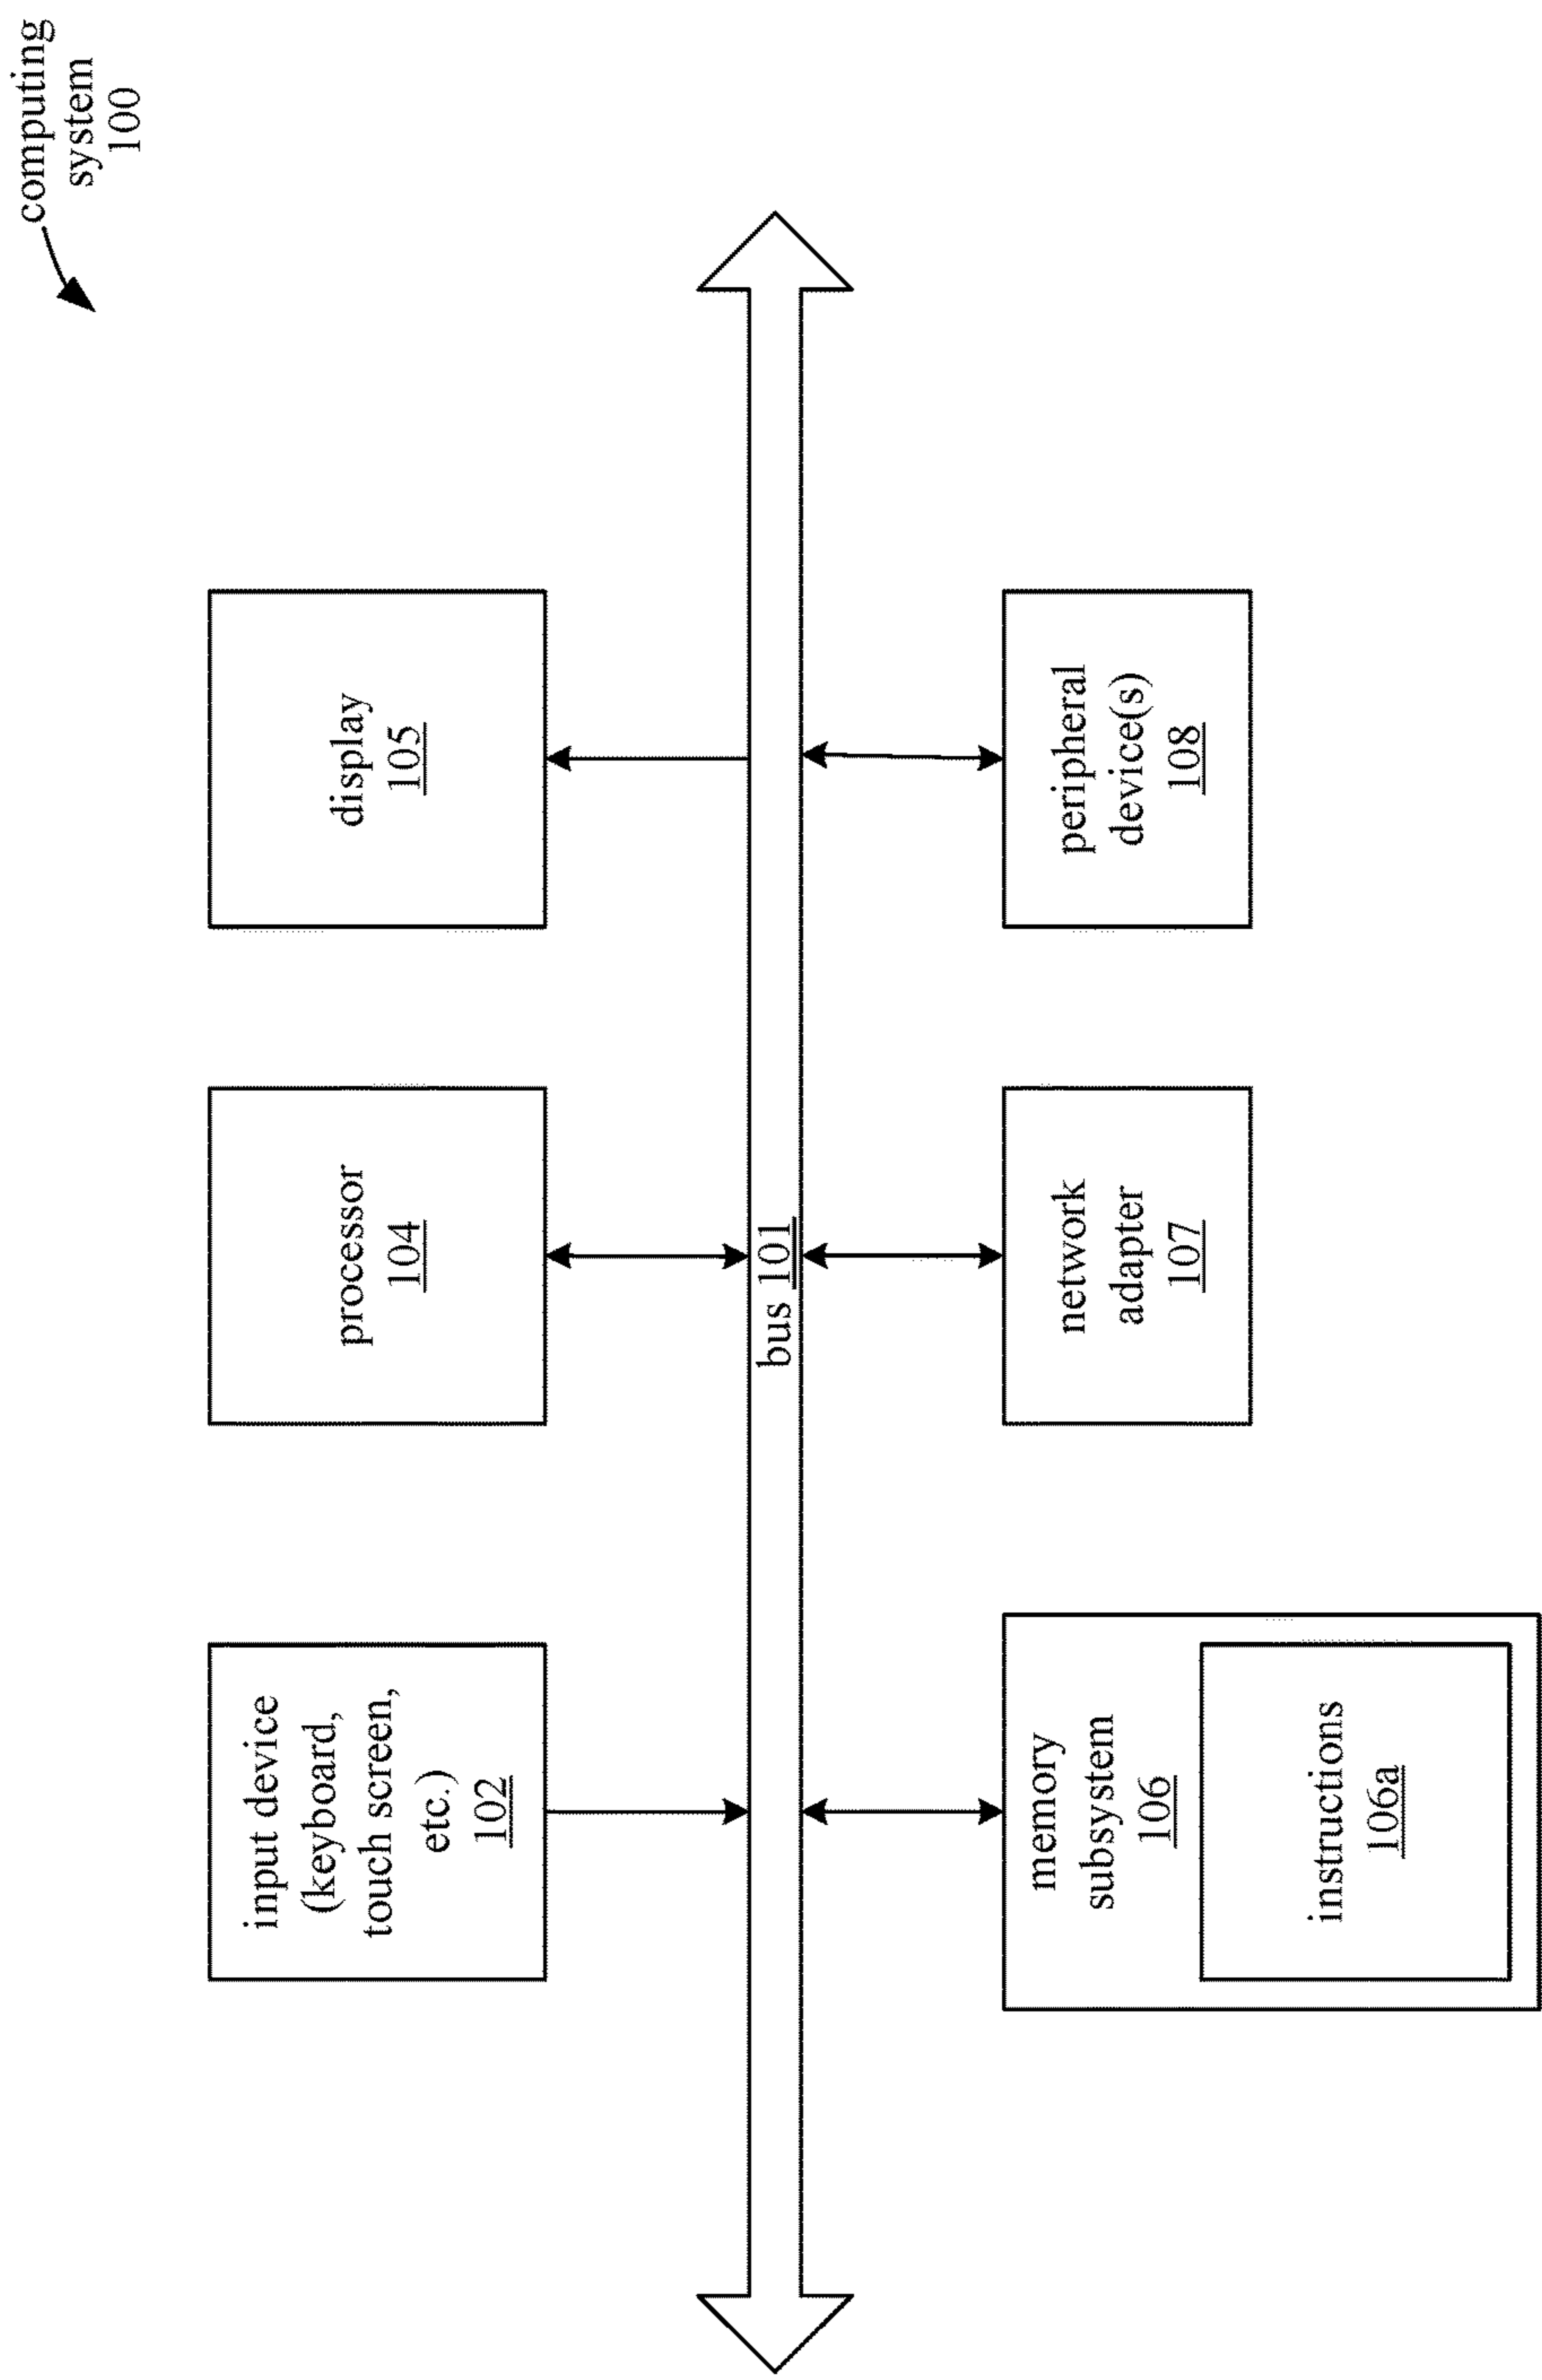 computing
system
100
input device
(keyboard,
touch screen,
etc.)
102
processor
104
display
105
bus 101
memory
subsystem
106
instructions
106a
network
adapter
107
peripheral
device(s)
108